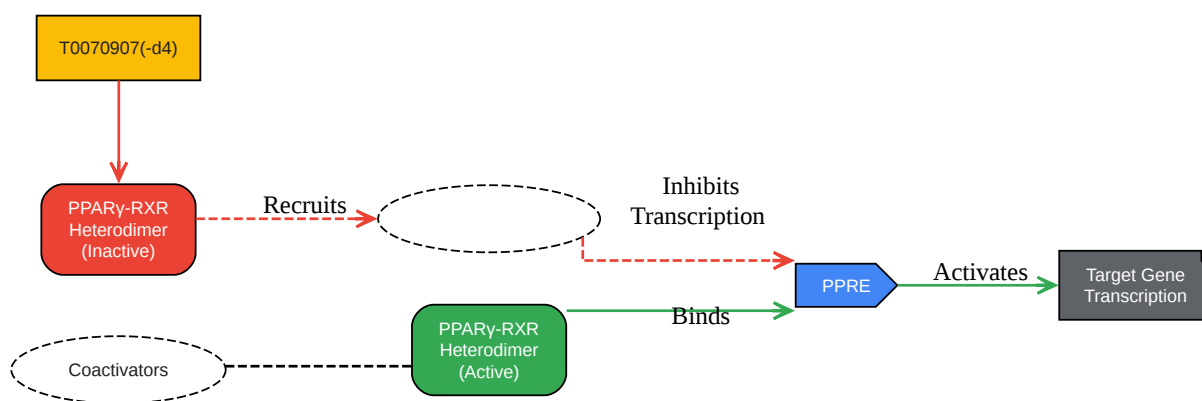 T0070907(-d4)
PPARγ-RXR
Heterodimer
(Inactive)
Recruits
Inhibits
Transcription
PPRE
Activates
Target Gene
Transcription
Binds
PPARγ-RXR
Heterodimer
(Active)
Coactivators